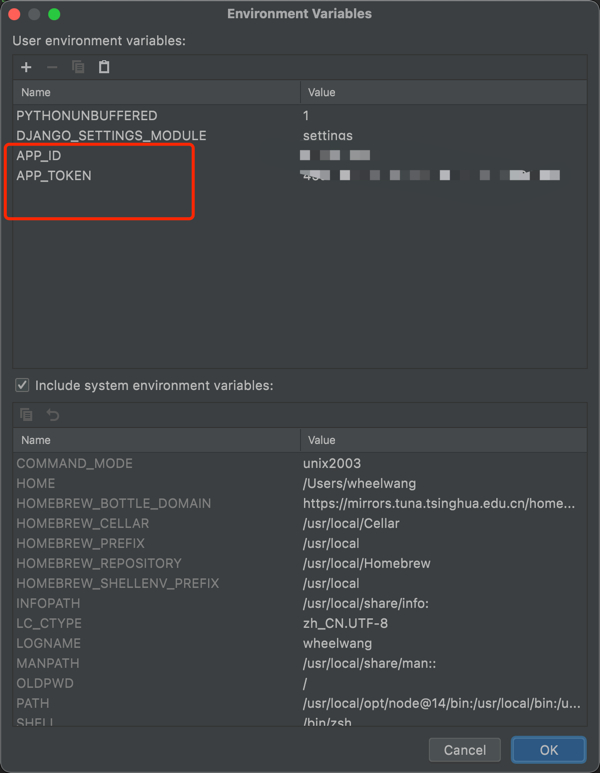 Environment Variables
User environment variables:
Name Value
PYTHONUNBUFFERED 1
DJANGO_SETTINGS_MODULE settings
APP_ID
APP_TOKEN
Include system environment variables:
Name Value
COMMAND_MODE unix2003
HOME /Users/wheelwang
HOMEBREW_BOTTLE_DOMAIN https://mirrors.tuna.tsinghua.edu.cn/home...
HOMEBREW_CELLAR /usr/local/Cellar
HOMEBREW_PREFIX /usr/local
HOMEBREW_REPOSITORY /usr/local/Homebrew
HOMEBREW_SHELLENV_PREFIX /usr/local
INFOPATH /usr/local/share/info:
LC_CTYPE zh_CN.UTF-8
LOGNAME wheelwang
MANPATH /usr/local/share/man::
OLDPWD /
PATH /usr/local/opt/node@14/bin:/usr/local/bin:/u...
SHELL /bin/zsh
Cancel OK